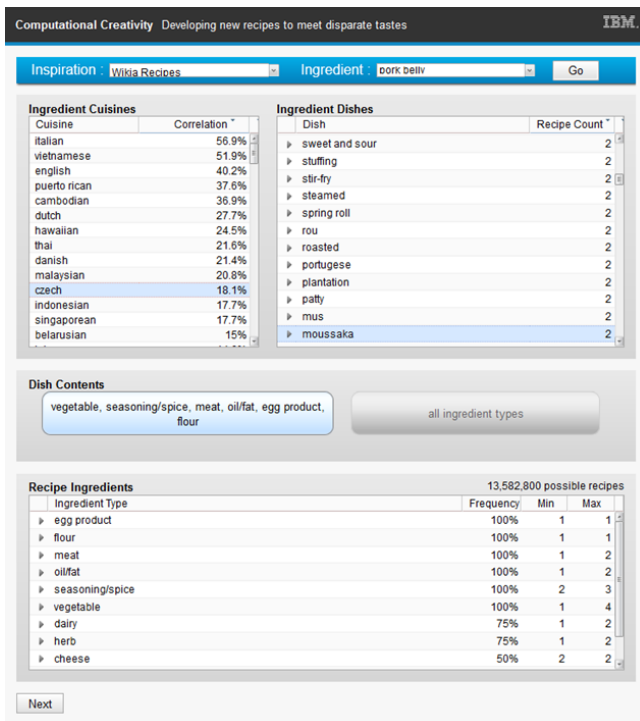 Computational Creativity Developing new recipes to meet disparate tastes IBM.
Inspiration : Wikia Recipes Ingredient : pork belly Go
Ingredient Cuisines
Cuisine Correlation
italian 56.9%
vietnamese 51.9%
english 40.2%
puerto rican 37.6%
cambodian 36.9%
dutch 27.7%
hawaiian 24.5%
thai 21.6%
danish 21.4%
malaysian 20.8%
czech 18.1%
indonesian 17.7%
singaporean 17.7%
belarusian 15%
Ingredient Dishes
Dish Recipe Count
sweet and sour 2
stuffing 2
stir-fry 2
steamed 2
spring roll 2
rou 2
roasted 2
portugese 2
plantation 2
patty 2
mus 2
moussaka 2
Dish Contents
vegetable, seasoning/spice, meat, oil/fat, egg product,
flour
all ingredient types
Recipe Ingredients 13,582,800 possible recipes
Ingredient Type Frequency Min Max
egg product 100% 1 1
flour 100% 1 1
meat 100% 1 2
oil/fat 100% 1 2
seasoning/spice 100% 2 3
vegetable 100% 1 4
dairy 75% 1 2
herb 75% 1 2
cheese 50% 2 2
Next